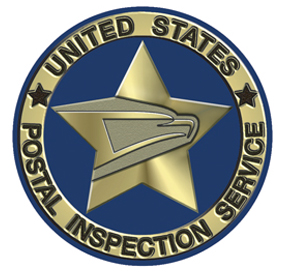 UNITED STATES
POSTAL INSPECTION SERVICE